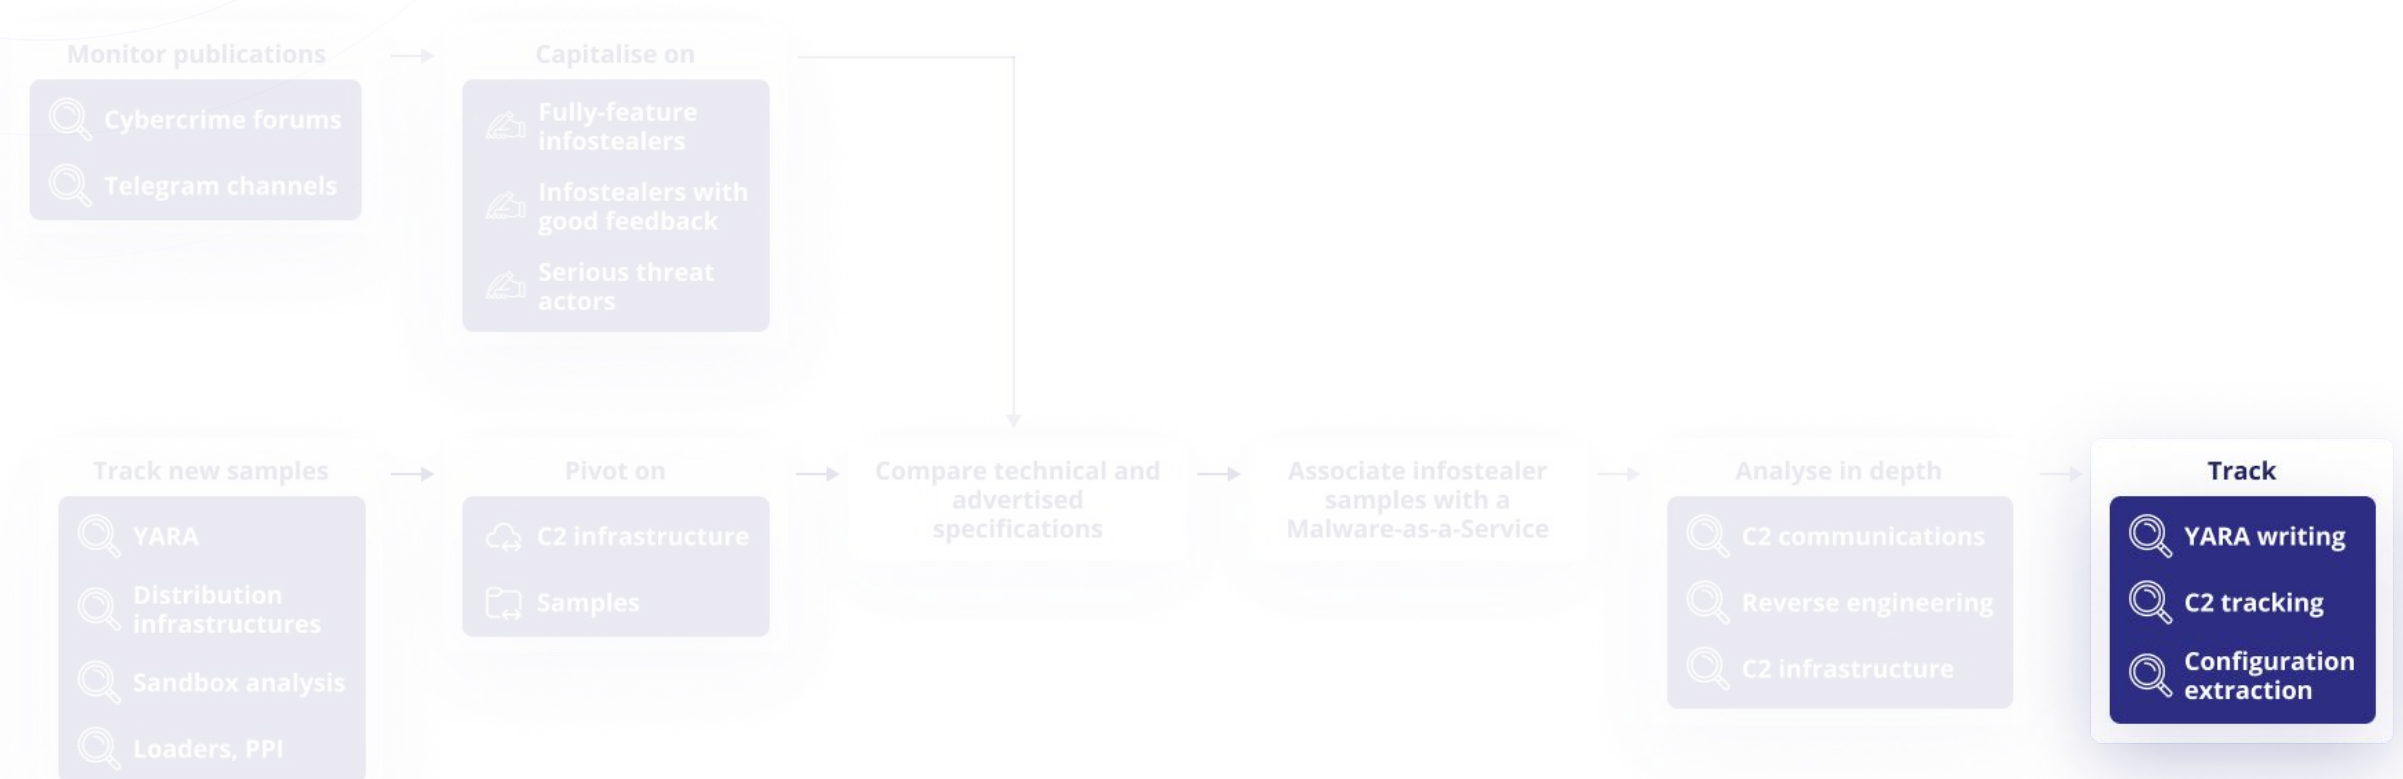 Monitor publications
Cybercrime forums
Telegram channels
Capitalise on
Fully-feature
infostealers
Infostealers with
good feedback
Serious threat
actors
Track new samples
YARA
Distribution
infrastructures
Sandbox analysis
Loaders, PPI
Pivot on
C2 infrastructure
Samples
Compare technical and
advertised
specifications
Associate infostealer
samples with a
Malware-as-a-Service
Analyse in depth
C2 communications
Reverse engineering
C2 infrastructure
Track
YARA writing
C2 tracking
Configuration
extraction